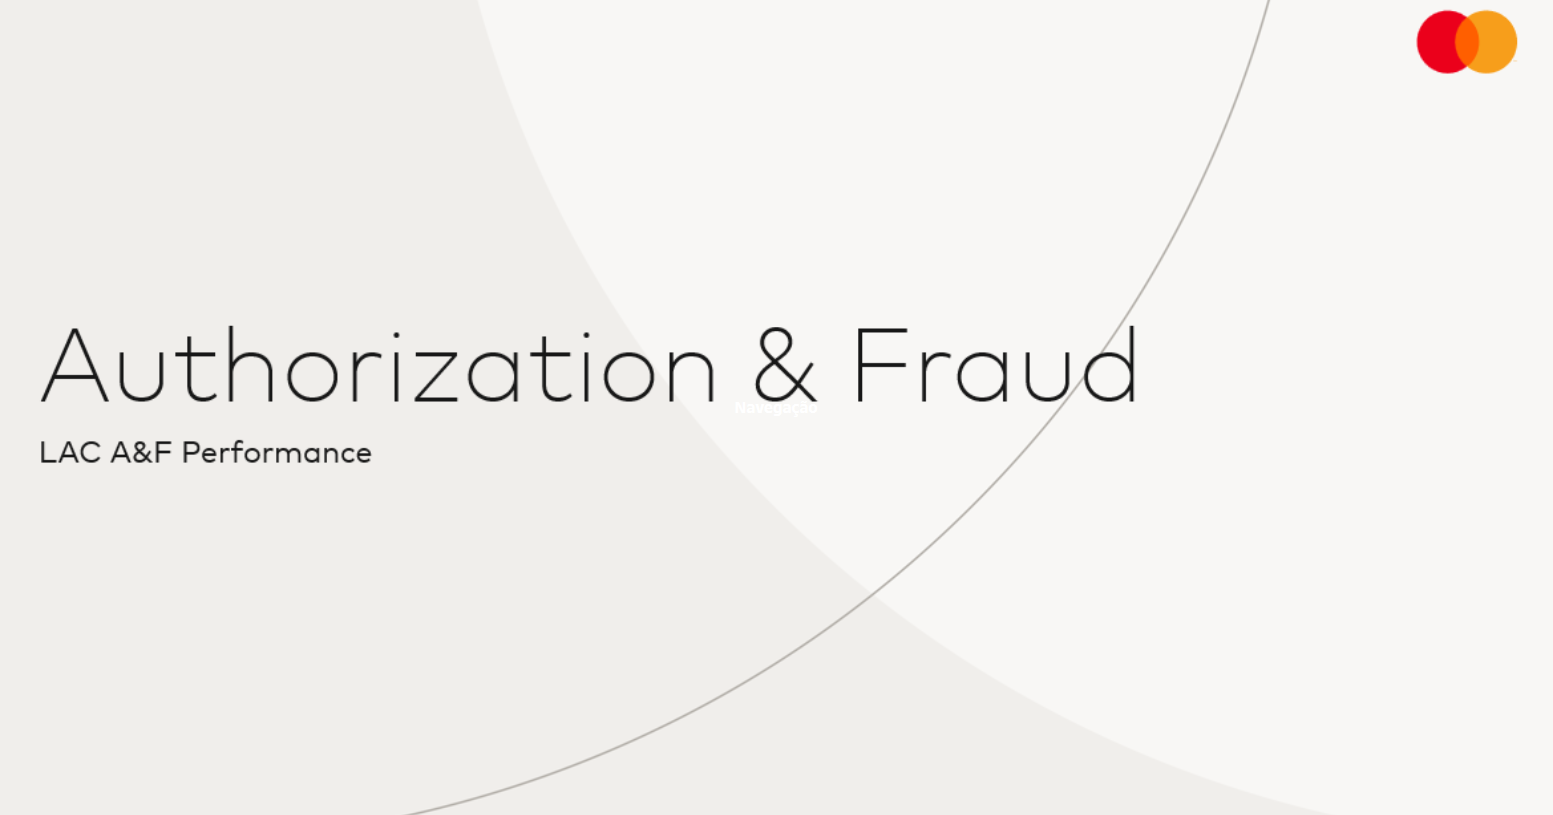 Authorization & Fraud
Navegação
LAC A&F Performance